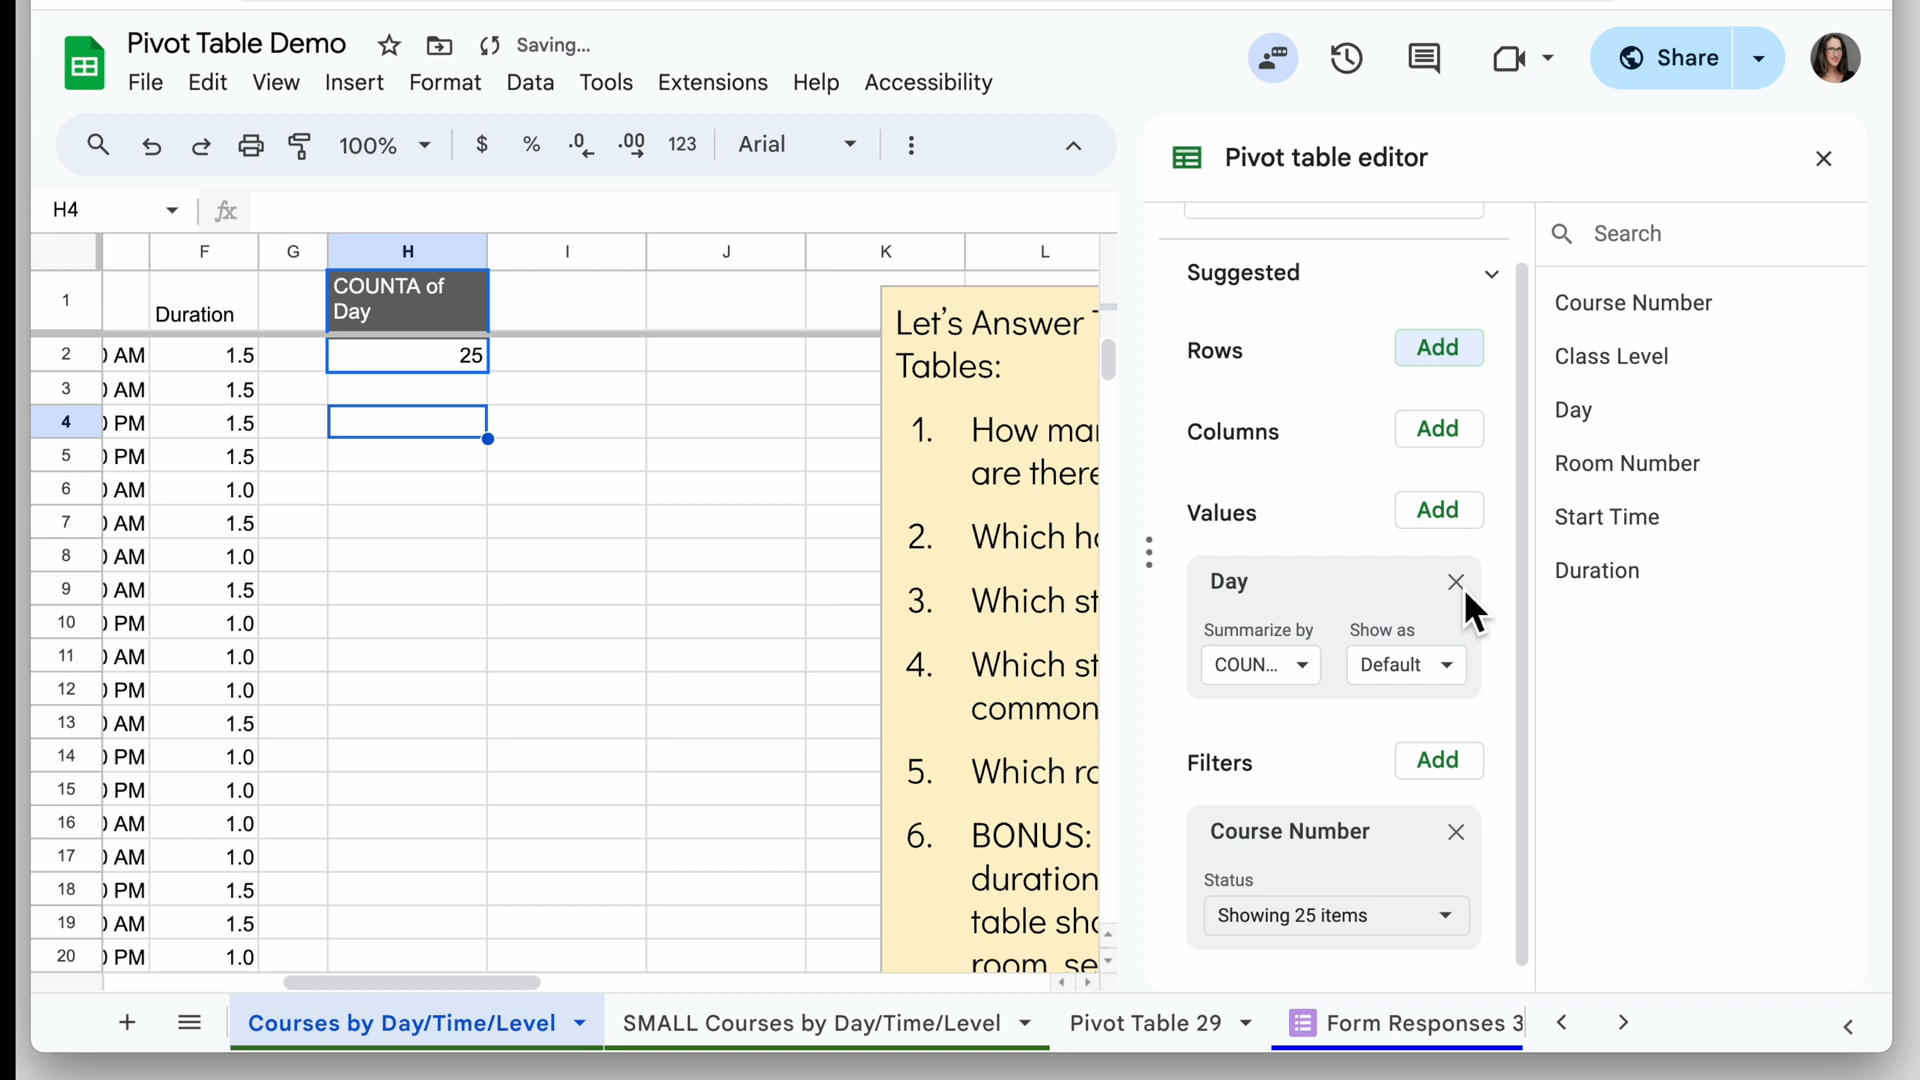 Pivot Table Demo Saving...
File Edit View Insert Format Data Tools Extensions Help Accessibility
Share
100% $ % .0 .00 123 Arial
H4 fx
F G H I J K L
1 Duration COUNTA of
Day
2 AM 1.5 25
3 AM 1.5
4 PM 1.5
5 PM 1.5
6 AM 1.0
7 AM 1.5
8 AM 1.0
9 AM 1.5
10 PM 1.0
11 AM 1.0
12 PM 1.0
13 AM 1.5
14 PM 1.0
15 PM 1.0
16 AM 1.0
17 AM 1.0
18 PM 1.5
19 AM 1.5
20 PM 1.0
Let's Answer
Tables:
1. How
are there
2. Which
3. Which
4. Which
common
5. Which
6. BONUS:
duration
table
room
Pivot table editor
Suggested
Rows Add
Columns Add
Values Add
Day
Summarize by Show as
COUN... Default
Filters Add
Course Number
Status
Showing 25 items
Search
Course Number
Class Level
Day
Room Number
Start Time
Duration
Courses by Day/Time/Level SMALL Courses by Day/Time/Level Pivot Table 29 Form Responses 3